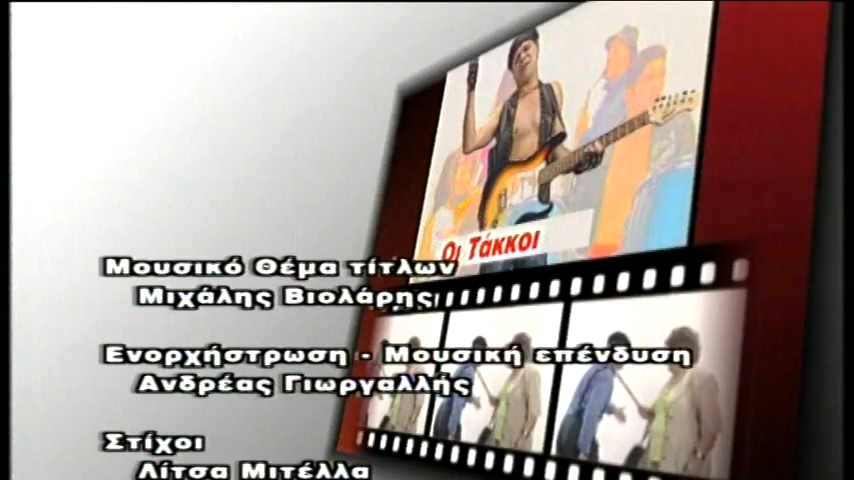 Οι Τάκκοι
Μουσικό Θέμα τίτλων
Μιχάλης Βιολάρης
Ενορχήστρωση - Μουσική επένδυση
Ανδρέας Γιωργαλλής
Στίχοι
Λίτσα Μιτέλλα